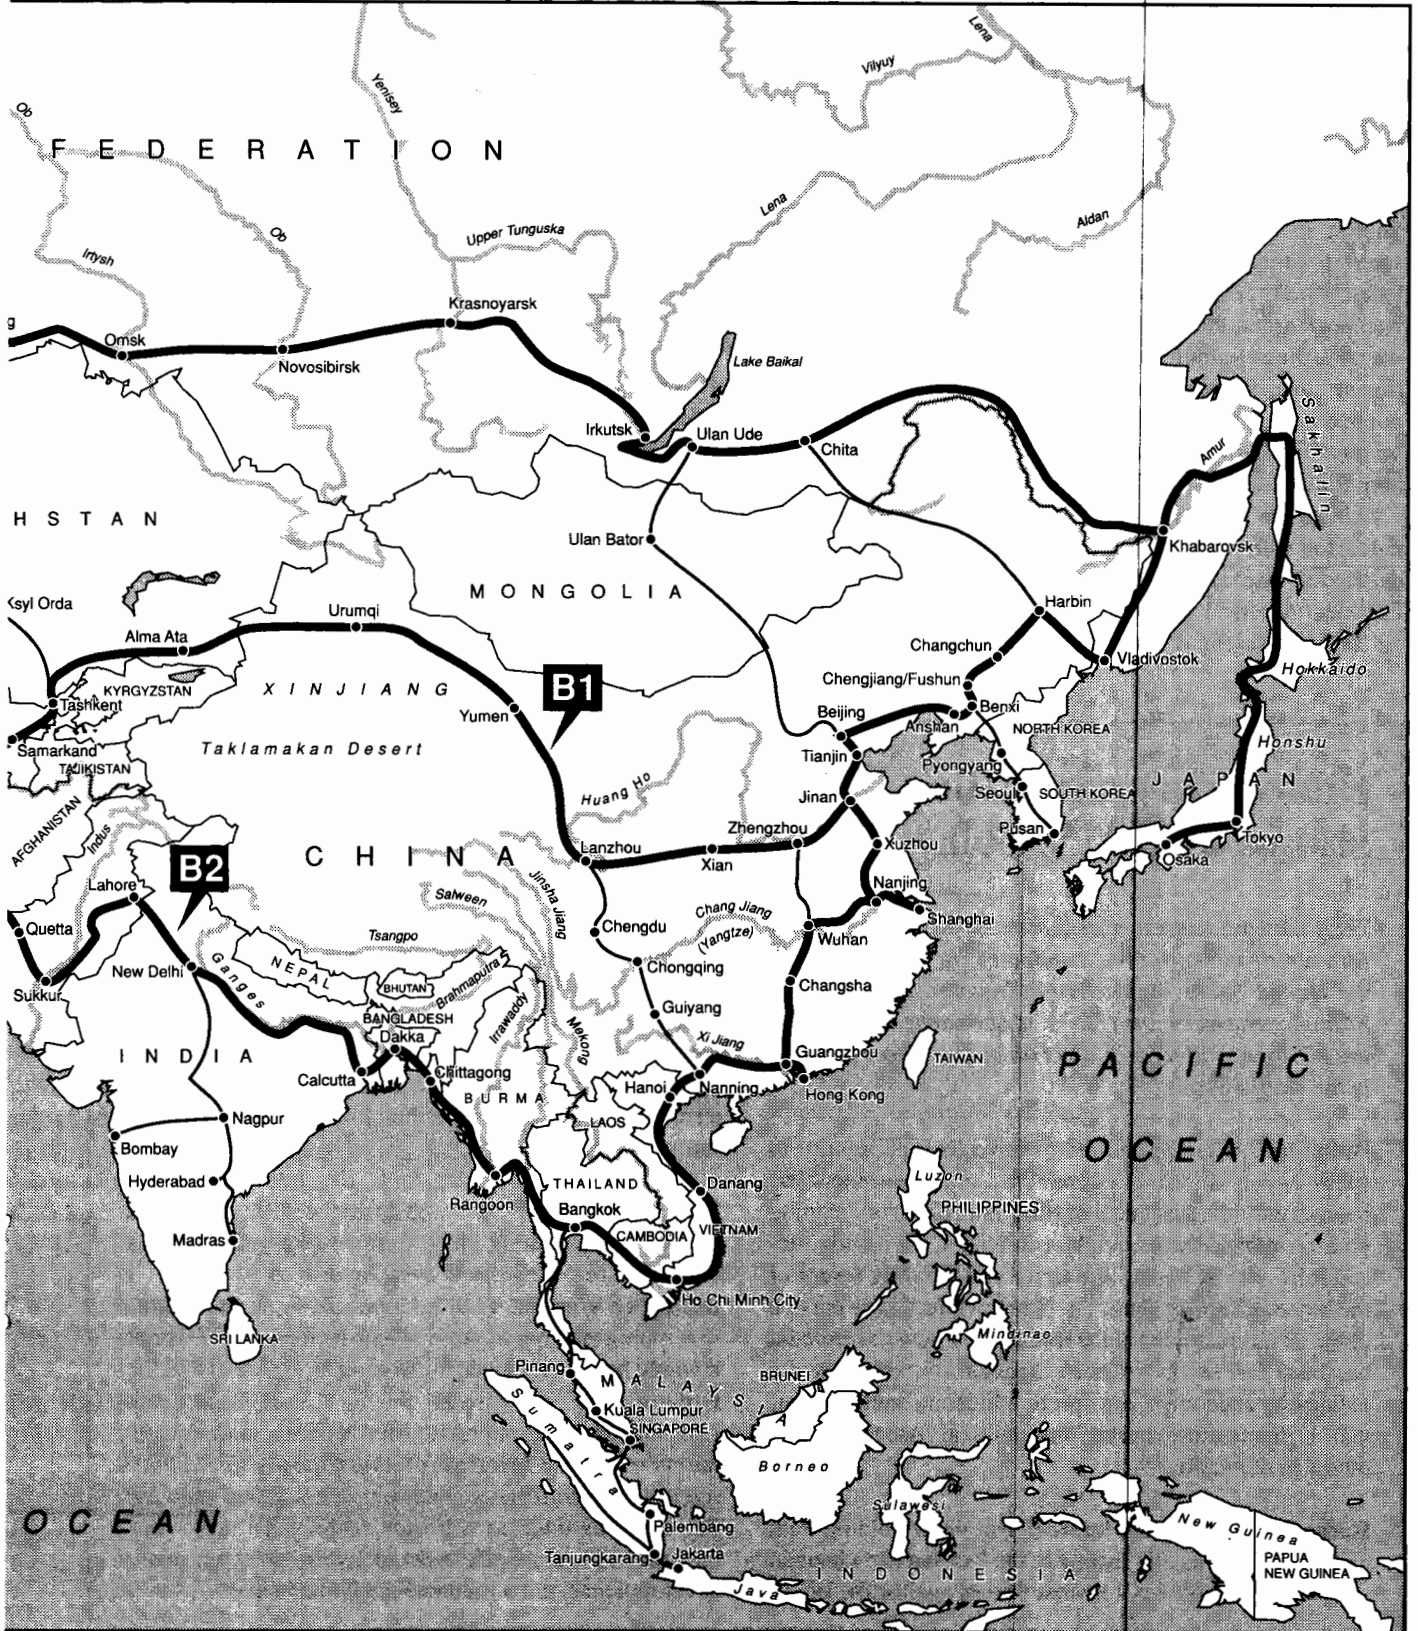 Lena
Vilyuy
Yenisey
Ob
FEDERATION
Lena
Aldan
Ob
Upper Tunguska
Irtysh
Krasnoyarsk
g
Omsk
Novosibirsk
Lake Baikal
Sakhalin
Irkutsk
Ulan Ude
Chita
Amur
HSTAN
Ulan Bator
Khabarovsk
MONGOLIA
Ksyl Orda
Urumqi
Harbin
Alma Ata
Changchun
Vladivostok
Hokkaido
KYRGYZSTAN
XINJIANG
B1
Chengjiang/Fushun
Tashkent
Yumen
Beijing
Benxi
Anshan
NORTH KOREA
Samarkand
Taklamakan Desert
Tianjin
Honshu
TAJIKISTAN
Pyongyang
JAPAN
Huang Ho
Jinan
Seoul
SOUTH KOREA
AFGHANISTAN
Indus
Zhengzhou
Pusan
Tokyo
CHINA
Lanzhou
Xian
Xuzhou
Osaka
B2
Lahore
Jinsha Jiang
Nanjing
Salween
Chang Jiang
(Yangtze)
Shanghai
Quetta
Tsangpo
Chengdu
Wuhan
New Delhi
Ganges
NEPAL
Chongqing
Sukkur
BHUTAN
Brahmaputra
Changsha
BANGLADESH
Irrawaddy
Guiyang
Dakka
Mekong
Xi Jiang
INDIA
Guangzhou
TAIWAN
PACIFIC
OCEAN
Calcutta
Chittagong
Hanoi
Nanning
Hong Kong
BURMA
Nagpur
LAOS
Bombay
Hyderabad
THAILAND
Danang
Luzon
Rangoon
Bangkok
PHILIPPINES
CAMBODIA
VIETNAM
Madras
Ho Chi Minh City
SRI LANKA
Mindinao
Pinang
MALAYSIA
BRUNEI
Kuala Lumpur
SINGAPORE
Sumatra
Borneo
OCEAN
Sulawesi
Palembang
New Guinea
Tanjungkarang
Jakarta
PAPUA
NEW GUINEA
INDONESIA
Java